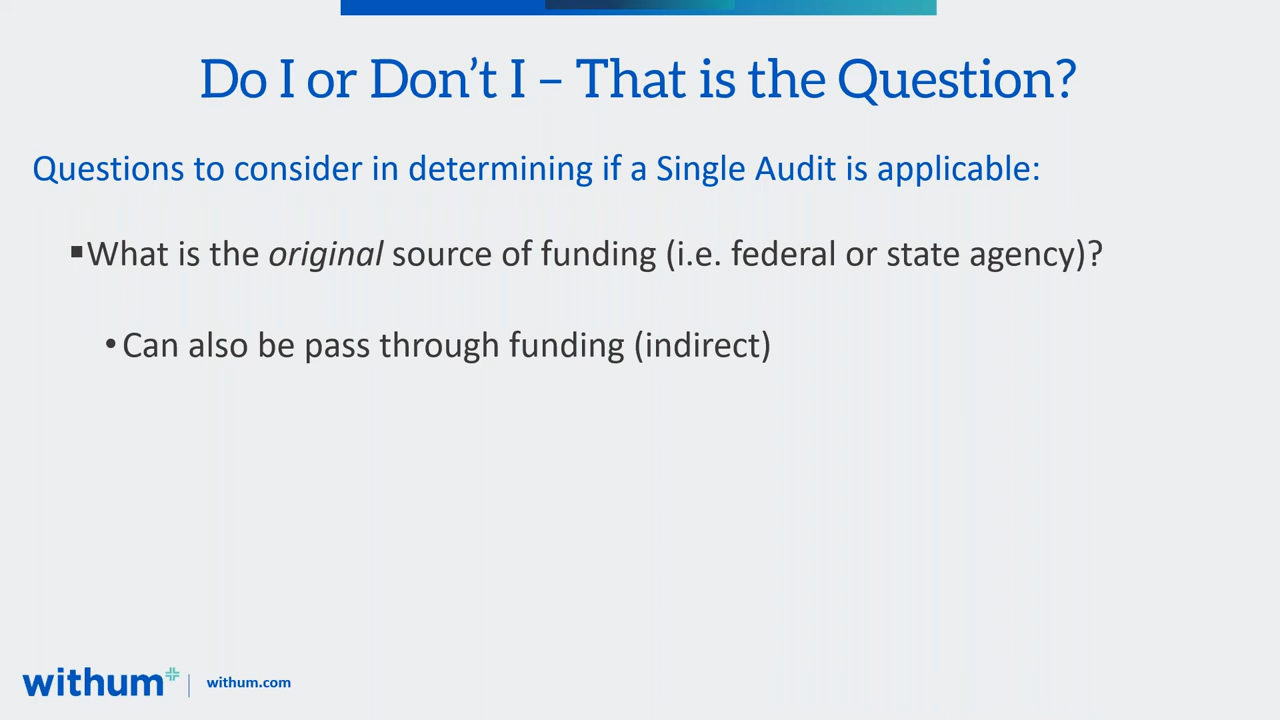 Do I or Don't I – That is the Question?
Questions to consider in determining if a Single Audit is applicable:
▪What is the original source of funding (i.e. federal or state agency)?
•Can also be pass through funding (indirect)
withum+ | withum.com